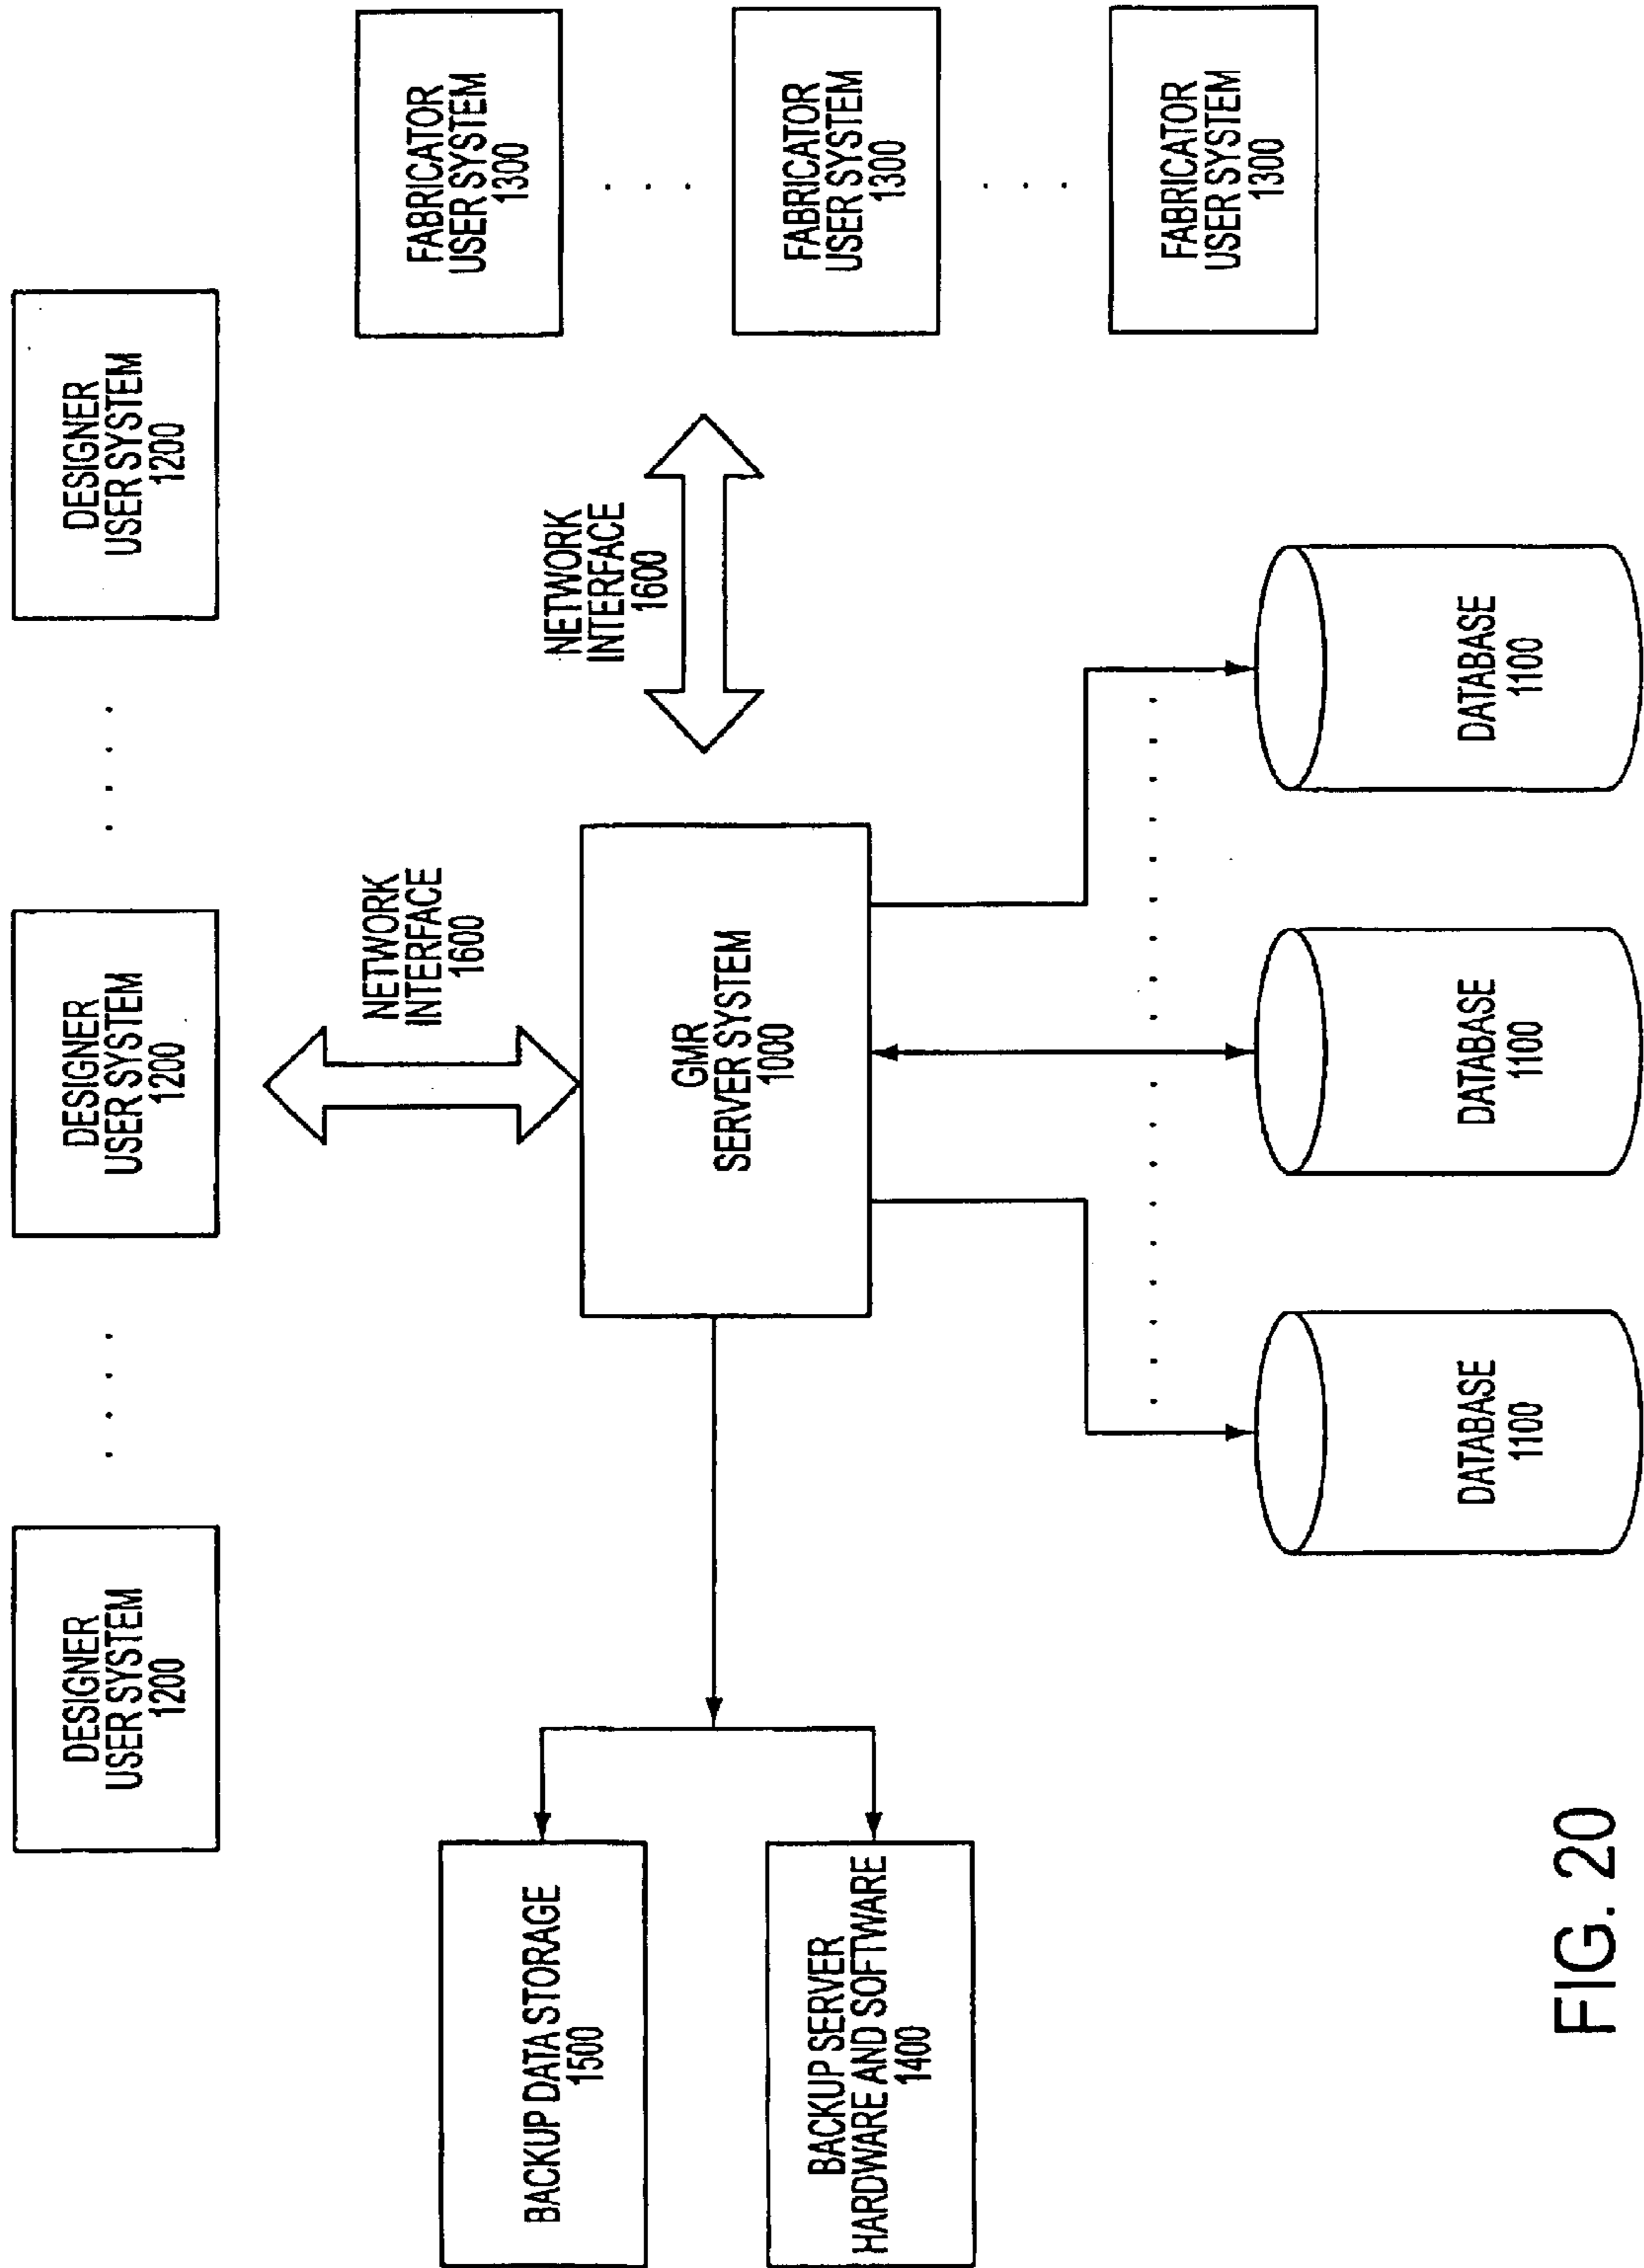 DESIGNER
USER SYSTEM
1200
DESIGNER
USER SYSTEM
1200
DESIGNER
USER SYSTEM
1200
BACKUP DATA STORAGE
1500
BACKUP SERVER
HARDWARE AND SOFTWARE
1400
NETWORK
INTERFACE
1600
GMR
SERVER SYSTEM
1000
NETWORK
INTERFACE
1600
FABRICATOR
USER SYSTEM
1300
FABRICATOR
USER SYSTEM
1300
FABRICATOR
USER SYSTEM
1300
DATABASE
1100
DATABASE
1100
DATABASE
1100
FIG. 20